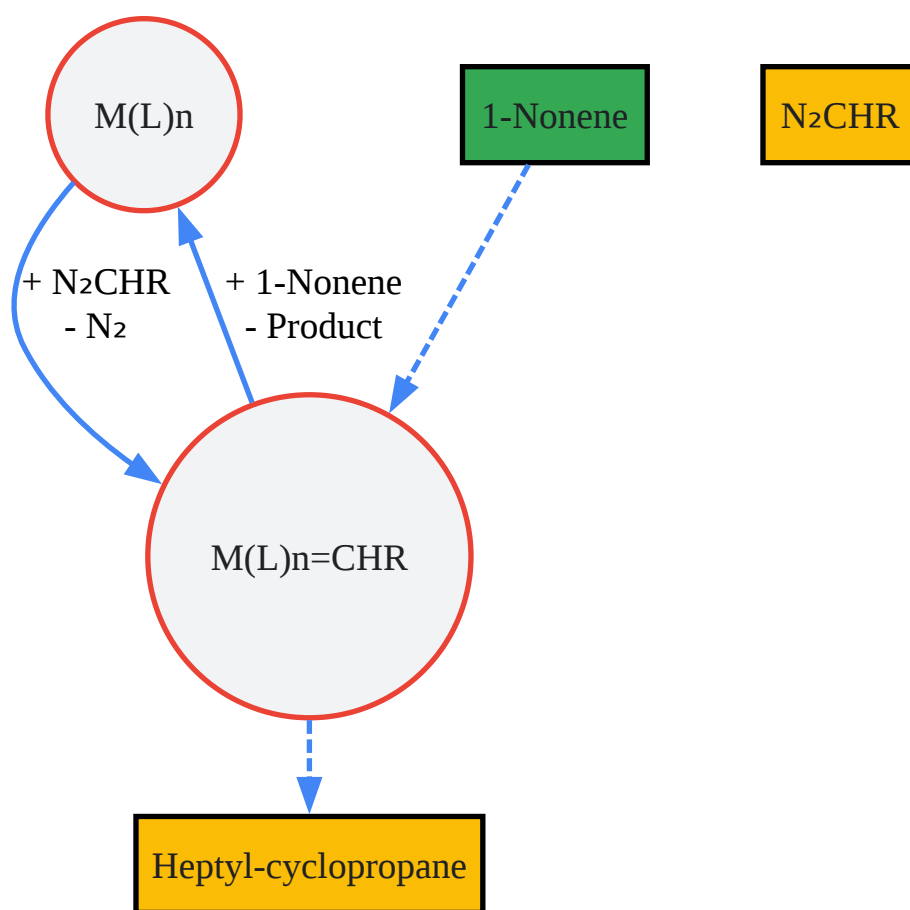 M(L)n
1-Nonene
N₂CHR
+ N₂CHR
- N₂
+ 1-Nonene
- Product
M(L)n=CHR
Heptyl-cyclopropane